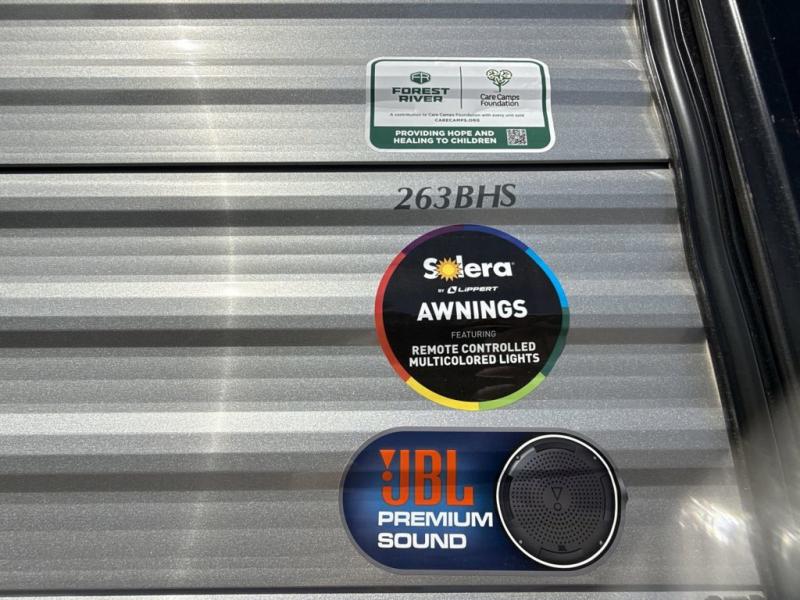 FOREST
RIVER
Care Camps
Foundation
A contribution to Care Camps Foundation with every unit sold
CARECAMPS.ORG
PROVIDING HOPE AND
HEALING TO CHILDREN
263BHS
Solera
BY LIPPERT
AWNINGS
FEATURING
REMOTE CONTROLLED
MULTICOLORED LIGHTS
JBL
PREMIUM
SOUND